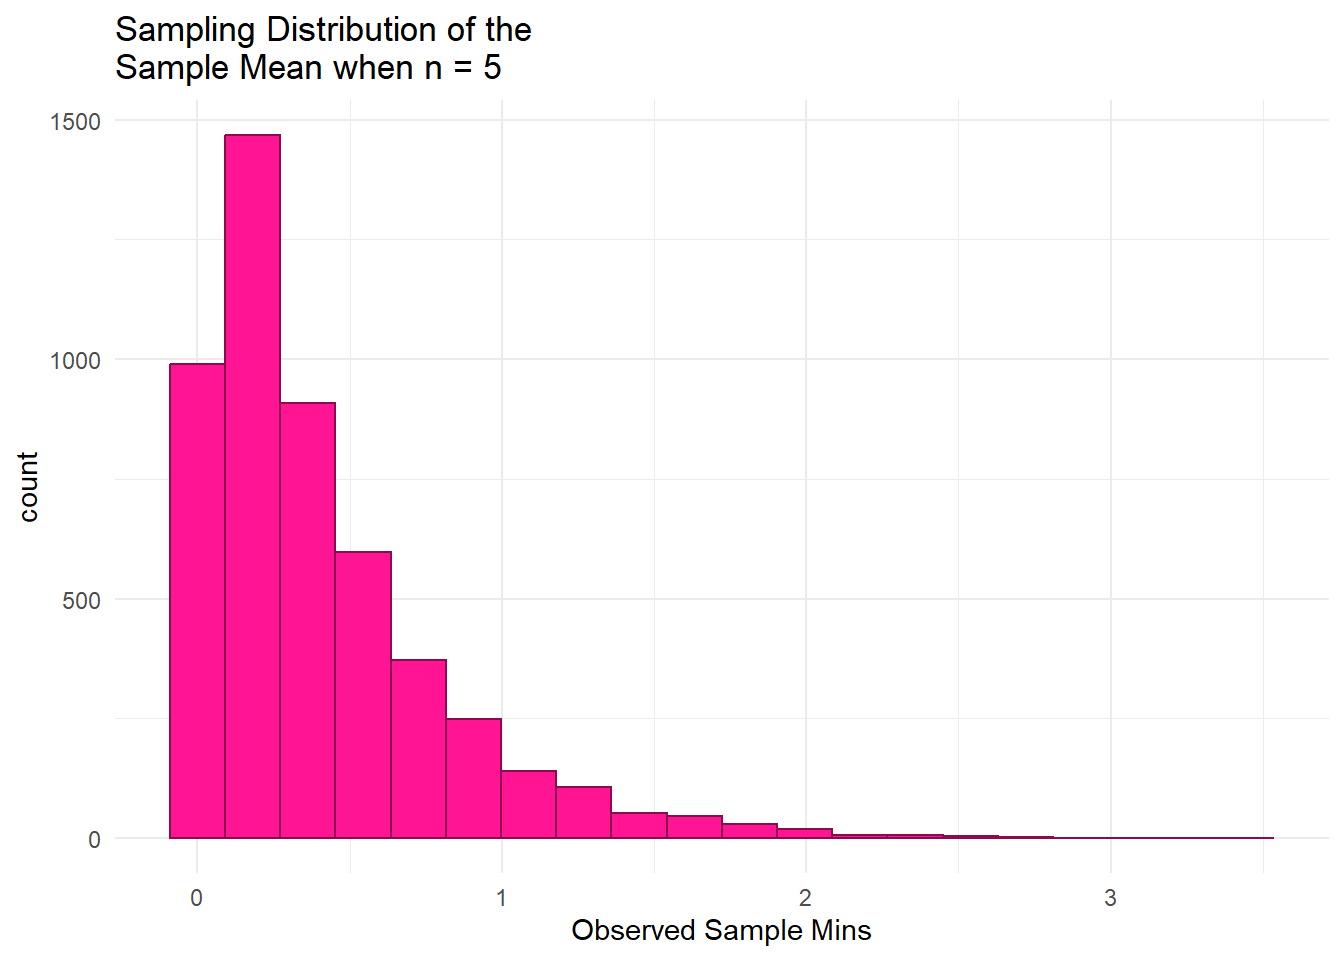 Sampling Distribution of the
Sample Mean when n = 5
1500
1000
500
0
count
0 1 2 3
Observed Sample Mins